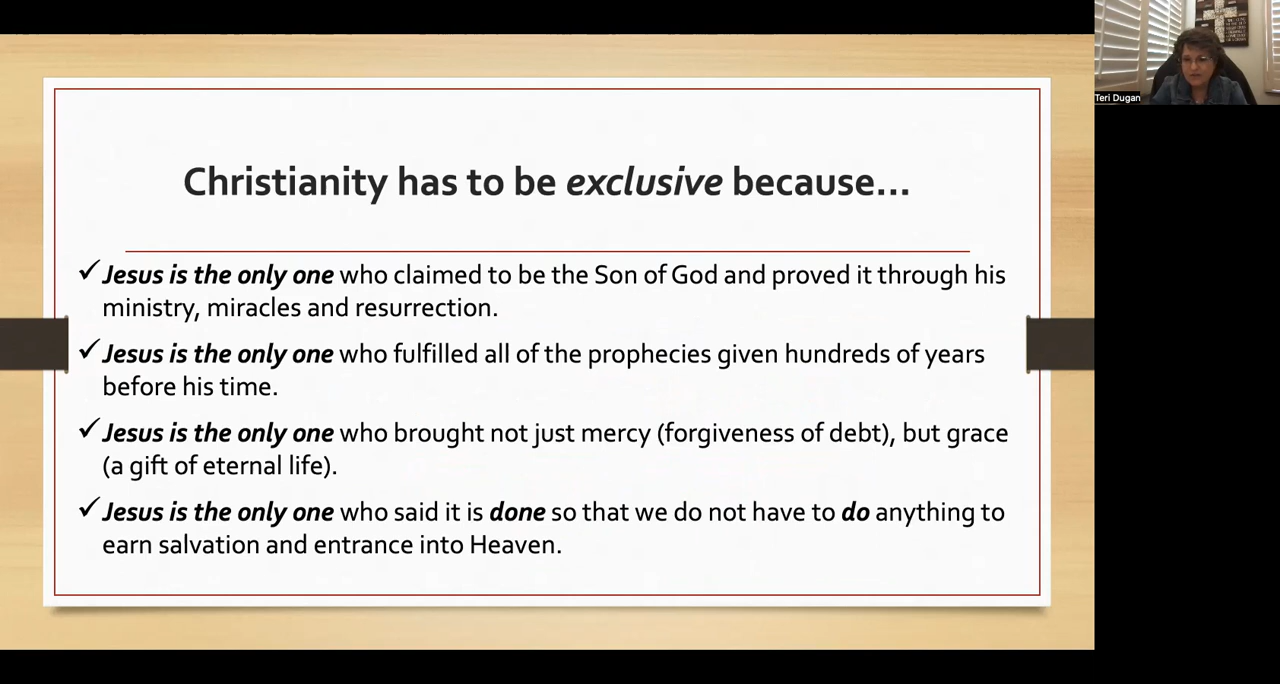 Teri Dugan
Christianity has to be exclusive because...
✓Jesus is the only one who claimed to be the Son of God and proved it through his
ministry, miracles and resurrection.
✓Jesus is the only one who fulfilled all of the prophecies given hundreds of years
before his time.
✓Jesus is the only one who brought not just mercy (forgiveness of debt), but grace
(a gift of eternal life).
✓Jesus is the only one who said it is done so that we do not have to do anything to
earn salvation and entrance into Heaven.